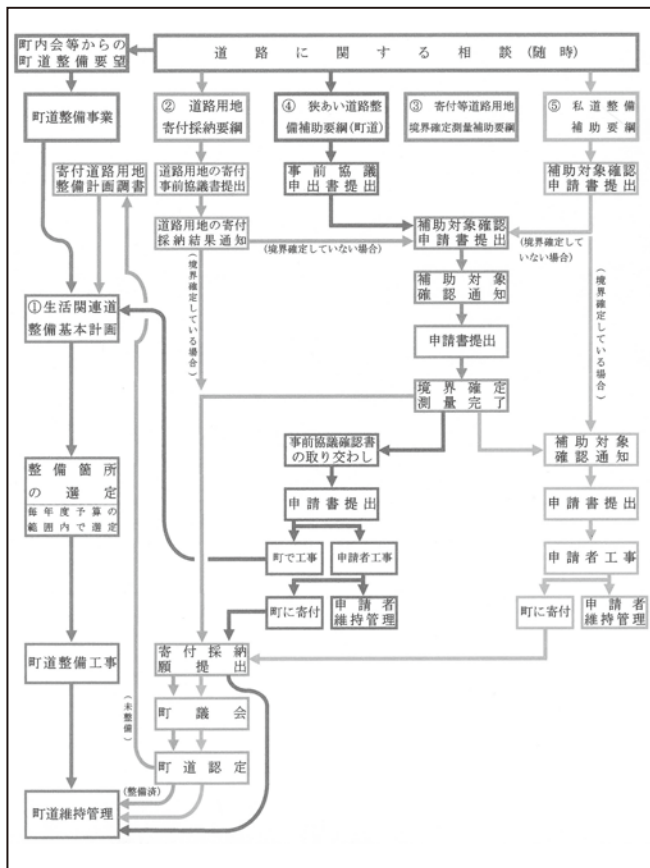 町内会等からの
町道整備要望
道路に関する相談(随時)
町道整備事業
② 道路用地
寄付採納要綱
④ 狭あい道路整
備補助要綱(町道)
③ 寄付等道路用地
境界確定測量補助要綱
⑤ 私道整備
補助要綱
寄付道路用地
整備計画調書
道路用地の寄付
事前協議書提出
事前協議
申出書提出
補助対象確認
申請書提出
道路用地の寄付
採納結果通知
(境界確定していない場合)
補助対象確認
申請書提出
(境界確定して
いない場合)
(境界確定している場合)
補助対象
確認通知
(境界確定している場合)
①生活関連道
整備基本計画
申請書提出
境界確定
測量完了
事前協議確認書
の取り交わし
補助対象
確認通知
整備箇所
の選定
毎年度予算の
範囲内で選定
申請書提出
申請書提出
町で工事
申請者工事
申請者工事
町に寄付
申請者
維持管理
町に寄付
申請者
維持管理
町道整備工事
寄付採納
願提出
(未整備)
町議会
町道認定
(整備済)
町道維持管理